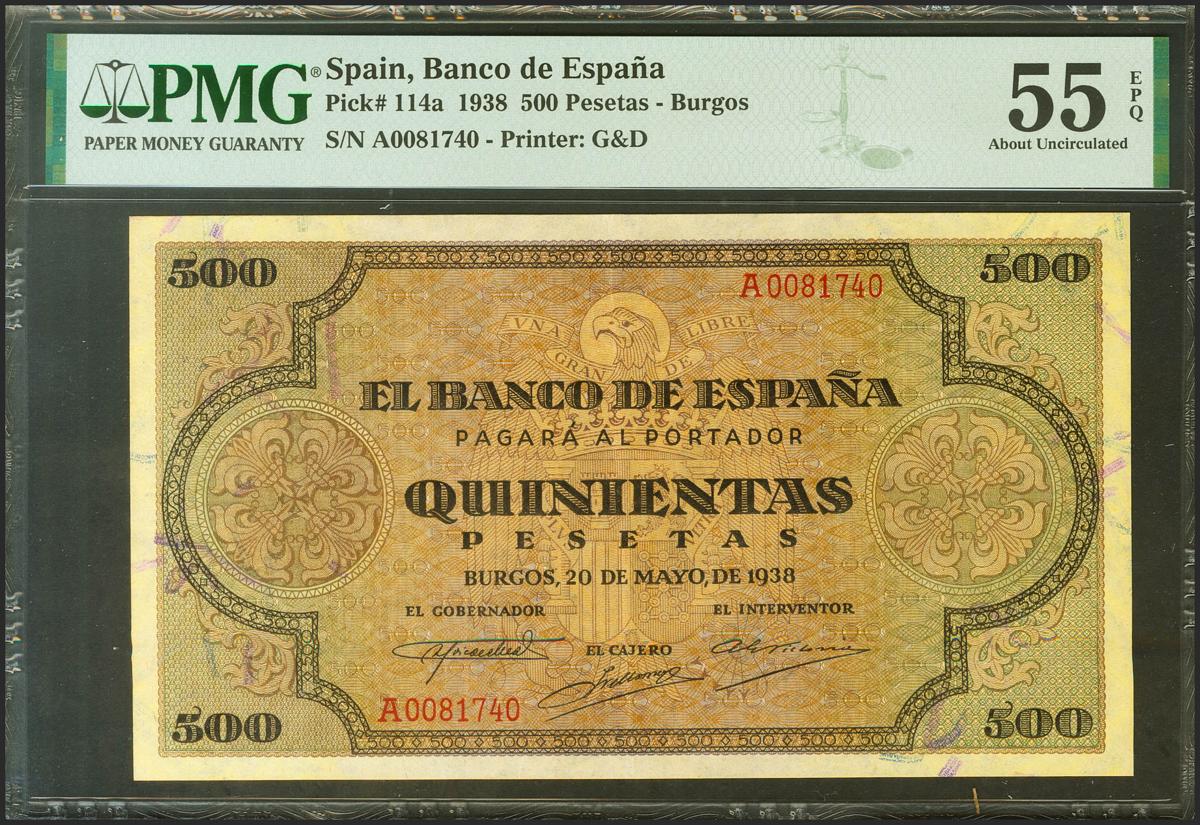 PMG®
PAPER MONEY GUARANTY
Spain, Banco de España
Pick# 114a 1938 500 Pesetas - Burgos
S/N A0081740 - Printer: G&D
55
EPQ
About Uncirculated
500
500
A0081740
VNA
LIBRE
GRAN
DE
EL BANCO DE ESPAÑA
PAGARÁ AL PORTADOR
QUINIENTAS
PESETAS
BURGOS, 20 DE MAYO, DE 1938
EL GOBERNADOR
EL INTERVENTOR
EL CAJERO
A0081740
500
500